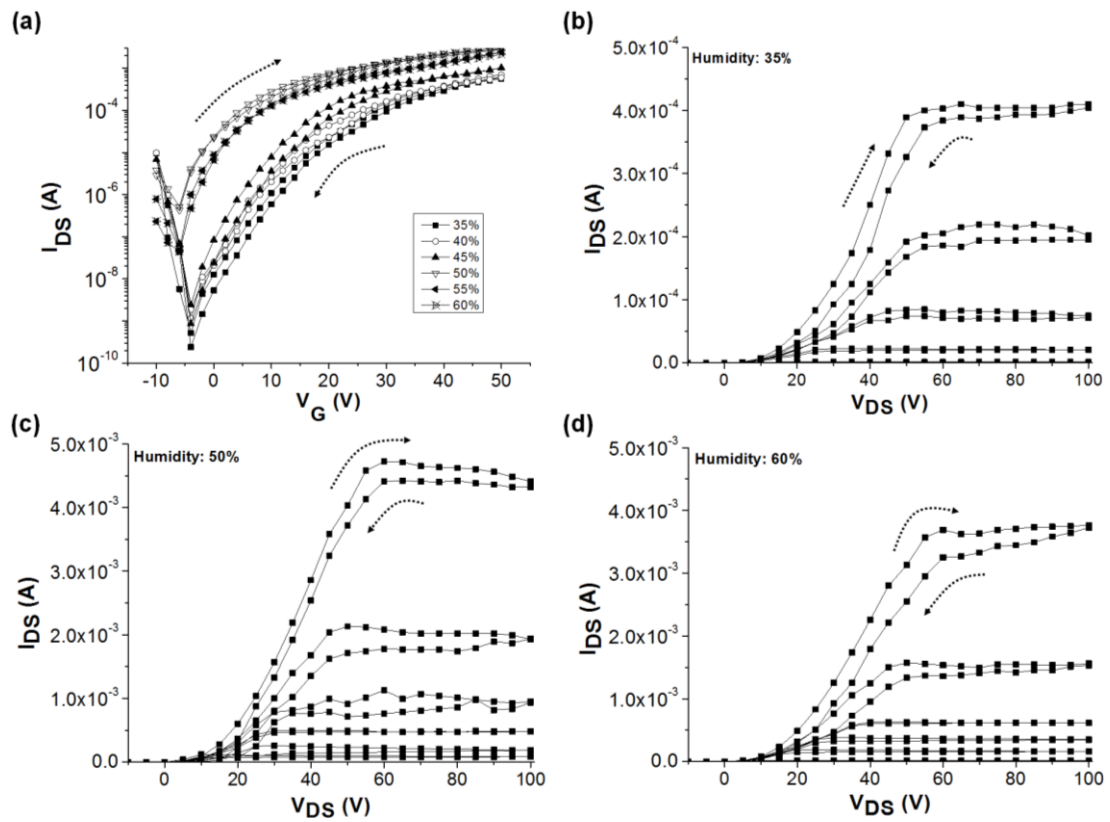 (a)
I_DS (A)
10⁻⁴
10⁻⁶
10⁻⁸
10⁻¹⁰
-10 0 10 20 30 40 50
V_G (V)
35%
40%
45%
50%
55%
60%
(b)
Humidity: 35%
I_DS (A)
5.0x10⁻⁴
4.0x10⁻⁴
3.0x10⁻⁴
2.0x10⁻⁴
1.0x10⁻⁴
0.0
0 20 40 60 80 100
V_DS (V)
(c)
Humidity: 50%
I_DS (A)
5.0x10⁻³
4.0x10⁻³
3.0x10⁻³
2.0x10⁻³
1.0x10⁻³
0.0
0 20 40 60 80 100
V_DS (V)
(d)
Humidity: 60%
I_DS (A)
5.0x10⁻³
4.0x10⁻³
3.0x10⁻³
2.0x10⁻³
1.0x10⁻³
0.0
0 20 40 60 80 100
V_DS (V)